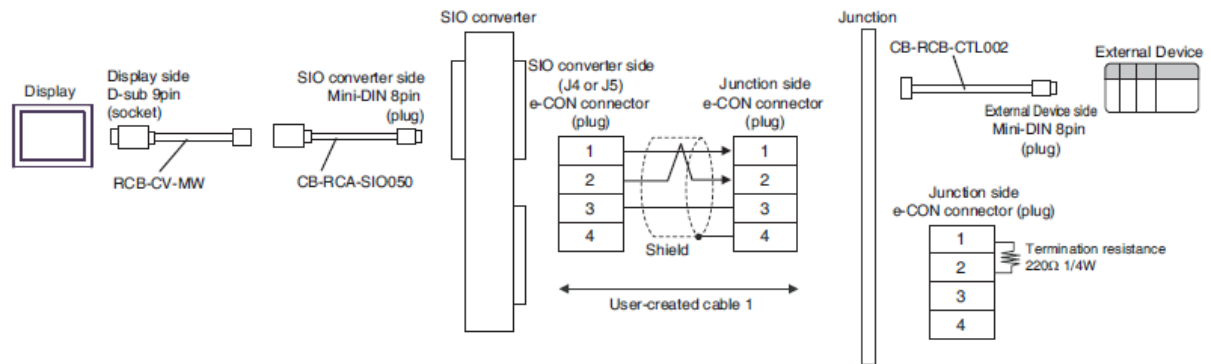 SIO converter
Junction
Display
Display side
D-sub 9pin
(socket)
RCB-CV-MW
SIO converter side
Mini-DIN 8pin
(plug)
CB-RCA-SIO050
SIO converter side
(J4 or J5)
e-CON connector
(plug)
1
2
3
4
Shield
Junction side
e-CON connector
(plug)
1
2
3
4
User-created cable 1
CB-RCB-CTL002
External Device
External Device side
Mini-DIN 8pin
(plug)
Junction side
e-CON connector (plug)
1
2
3
4
Termination resistance
220Ω 1/4W